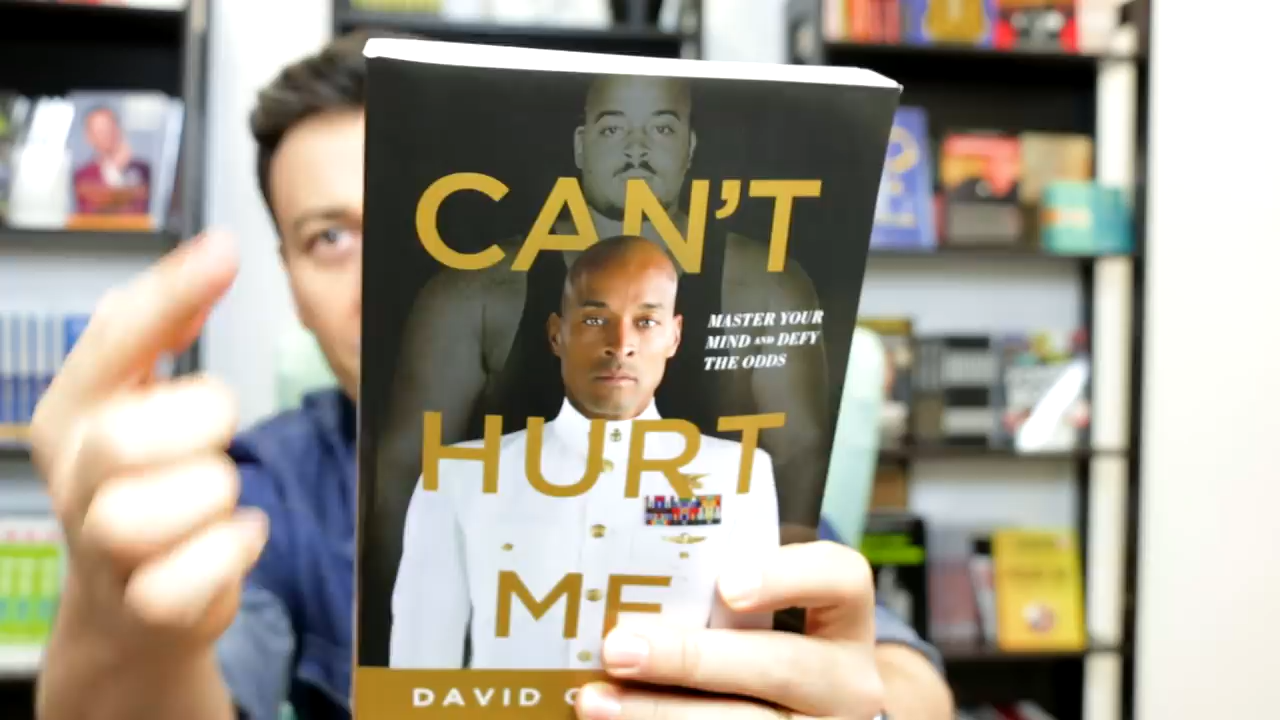 CAN'T
MASTER YOUR
MIND AND DEFY
THE ODDS
HURT
ME
DAVID